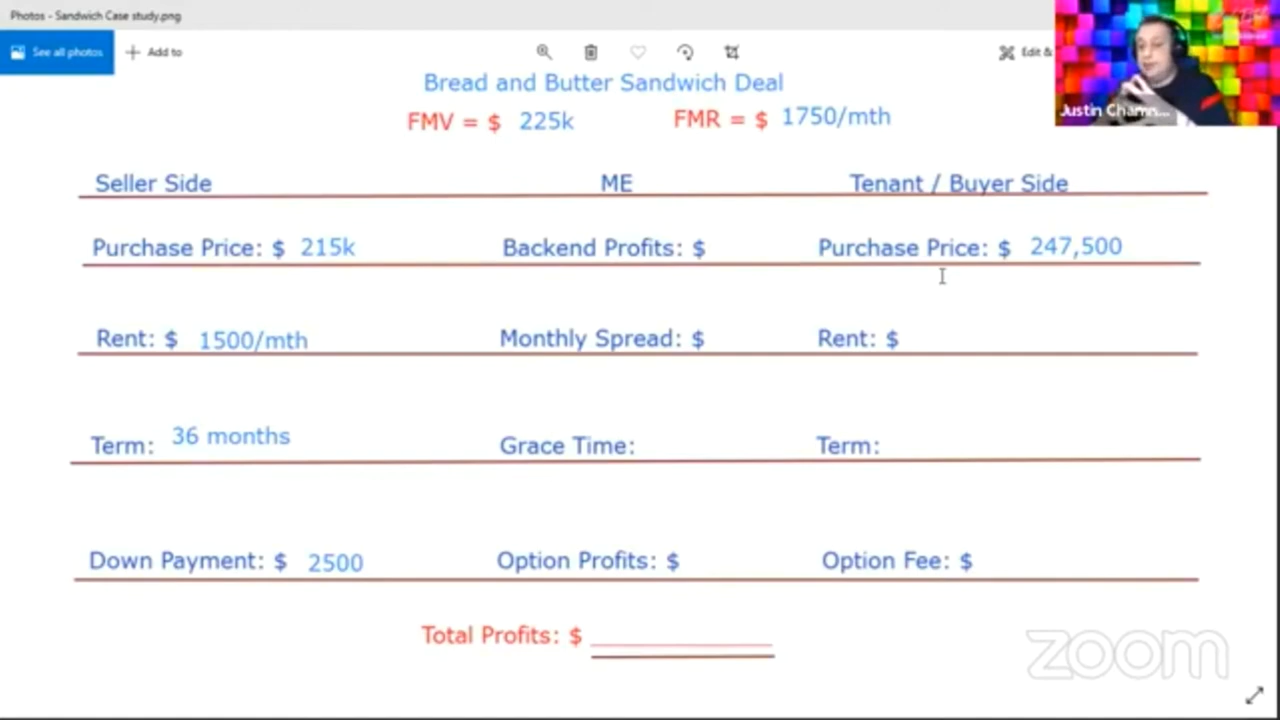 Photos - Sandwich Case study.png
See all photos Add to Edit &
Bread and Butter Sandwich Deal
FMV = $ 225k FMR = $ 1750/mth
Justin Chamn...
Seller Side ME Tenant / Buyer Side
Purchase Price: $ 215k Backend Profits: $ Purchase Price: $ 247,500
Rent: $ 1500/mth Monthly Spread: $ Rent: $
Term: 36 months Grace Time: Term:
Down Payment: $ 2500 Option Profits: $ Option Fee: $
Total Profits: $
zoom